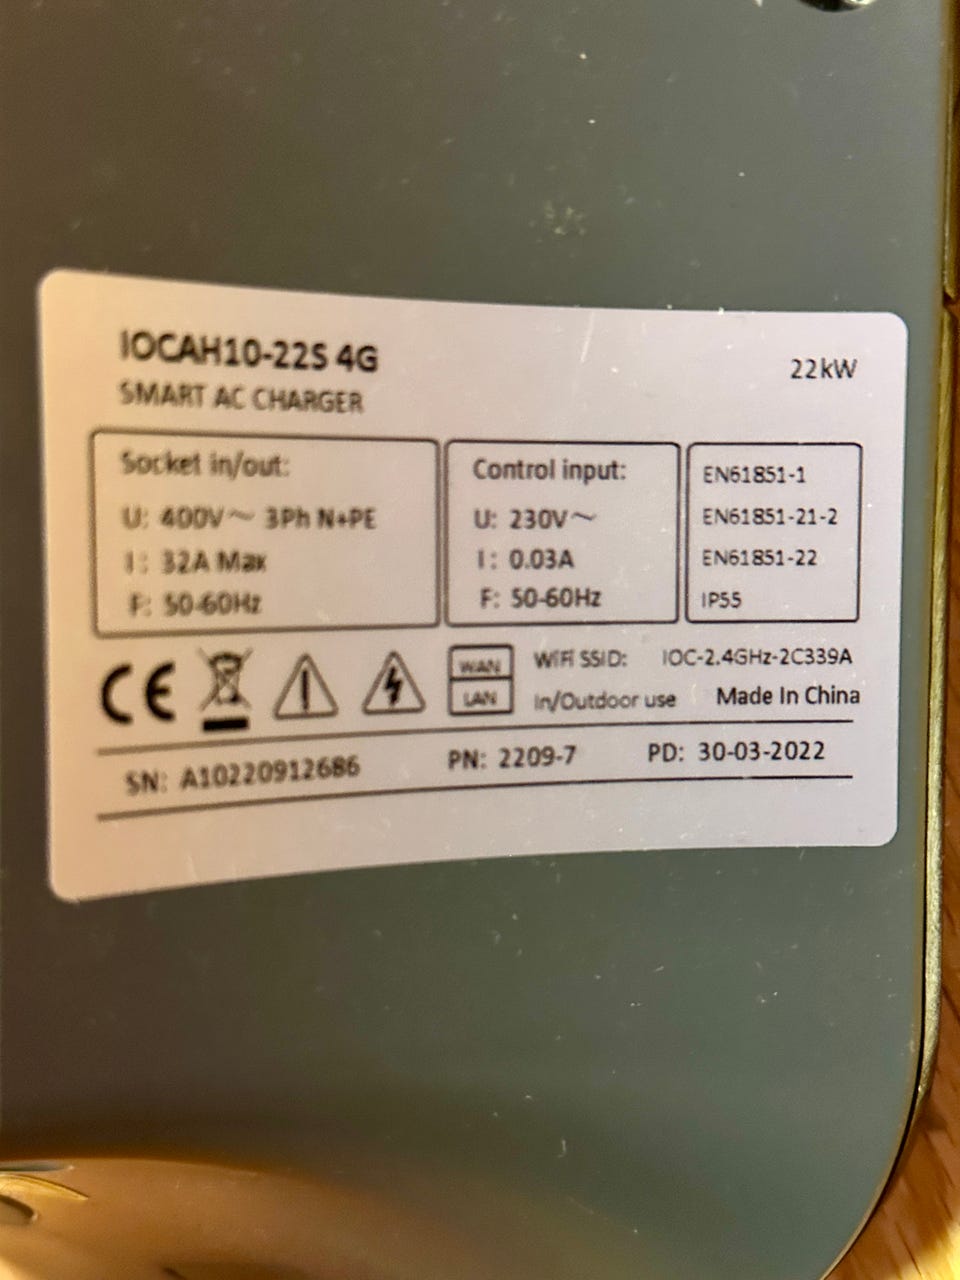 IOCAH10-22S 4G
22kW
SMART AC CHARGER
Socket in/out:
U: 400V～ 3Ph N+PE
I: 32A Max
F: 50-60Hz
Control input:
U: 230V～
I: 0.03A
F: 50-60Hz
EN61851-1
EN61851-21-2
EN61851-22
IP55
CE
WAN
LAN
WiFi SSID: IOC-2.4GHz-2C339A
In/Outdoor use Made In China
SN: A10220912686 PN: 2209-7 PD: 30-03-2022